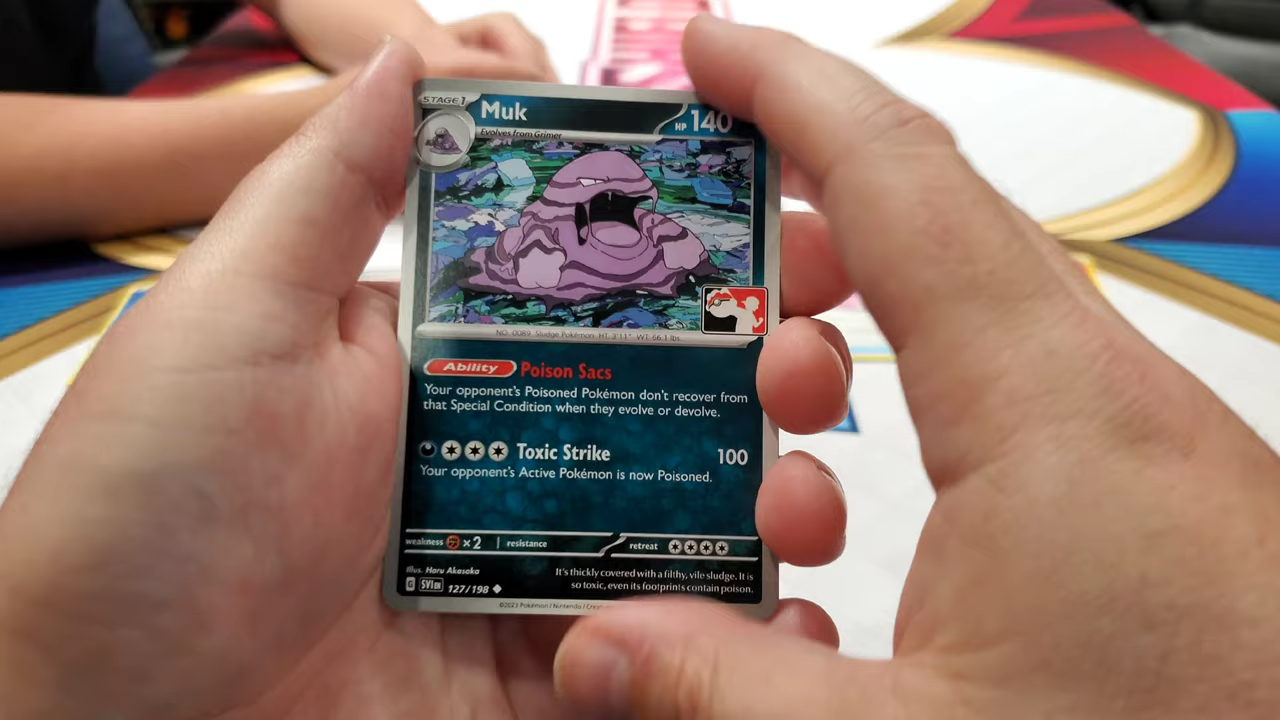 STAGE 1
Muk
HP 140
Evolves from Grimer
NO. 0089 Sludge Pokémon HT. 3'11" WT. 66.1 lbs.
Ability Poison Sacs
Your opponent's Poisoned Pokémon don't recover from
that Special Condition when they evolve or devolve.
Toxic Strike 100
Your opponent's Active Pokémon is now Poisoned.
weakness ×2 resistance retreat
Illus. Haru Akasaka
It's thickly covered with a filthy, vile sludge. It is
so toxic, even its footprints contain poison.
G SVI EN 127/198
©2023 Pokémon / Nintendo /